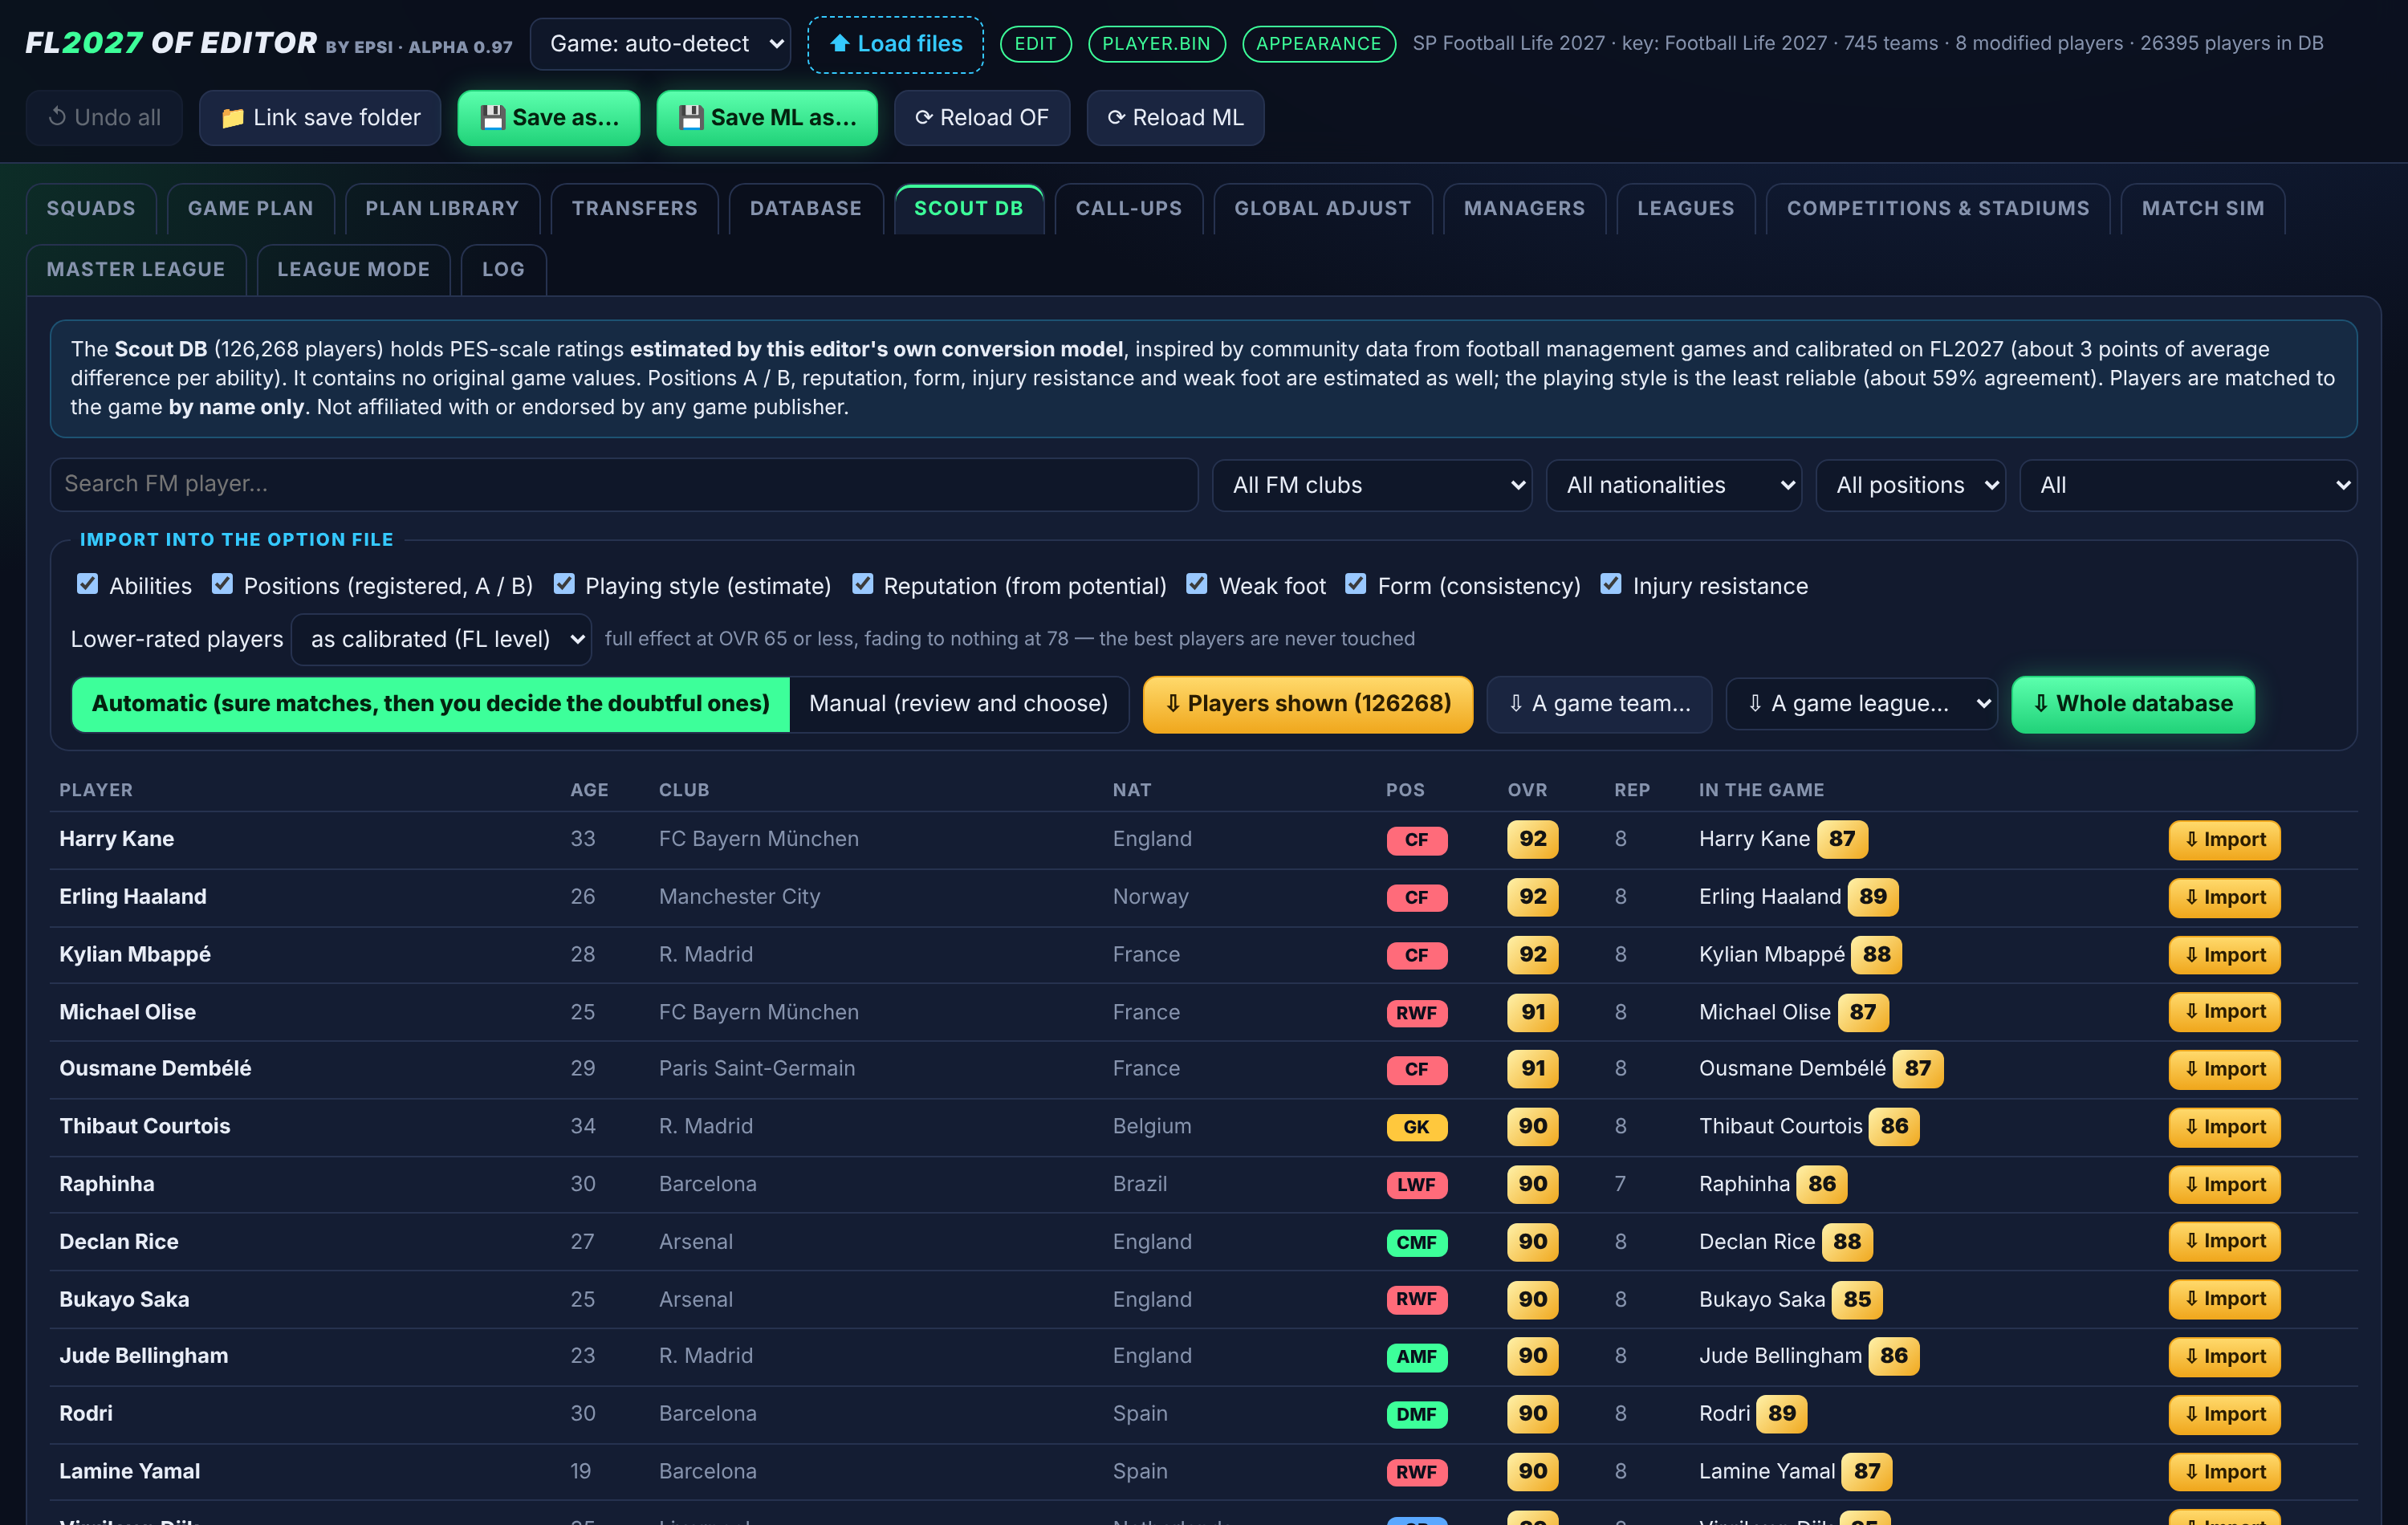 FL2027 OF EDITOR BY EPSI · ALPHA 0.97 Game: auto-detect Load files EDIT PLAYER.BIN APPEARANCE SP Football Life 2027 · key: Football Life 2027 · 745 teams · 8 modified players · 26395 players in DB
Undo all Link save folder Save as... Save ML as... Reload OF Reload ML
SQUADS GAME PLAN PLAN LIBRARY TRANSFERS DATABASE SCOUT DB CALL-UPS GLOBAL ADJUST MANAGERS LEAGUES COMPETITIONS & STADIUMS MATCH SIM
MASTER LEAGUE LEAGUE MODE LOG
The Scout DB (126,268 players) holds PES-scale ratings estimated by this editor's own conversion model, inspired by community data from football management games and calibrated on FL2027 (about 3 points of average
difference per ability). It contains no original game values. Positions A / B, reputation, form, injury resistance and weak foot are estimated as well; the playing style is the least reliable (about 59% agreement). Players are matched to
the game by name only. Not affiliated with or endorsed by any game publisher.
Search FM player... All FM clubs All nationalities All positions All
IMPORT INTO THE OPTION FILE
Abilities Positions (registered, A / B) Playing style (estimate) Reputation (from potential) Weak foot Form (consistency) Injury resistance
Lower-rated players as calibrated (FL level) full effect at OVR 65 or less, fading to nothing at 78 — the best players are never touched
Automatic (sure matches, then you decide the doubtful ones) Manual (review and choose) ⇩ Players shown (126268) ⇩ A game team... ⇩ A game league... ⇩ Whole database
PLAYER AGE CLUB NAT POS OVR REP IN THE GAME
Harry Kane 33 FC Bayern München England CF 92 8 Harry Kane 87 ⇩ Import
Erling Haaland 26 Manchester City Norway CF 92 8 Erling Haaland 89 ⇩ Import
Kylian Mbappé 28 R. Madrid France CF 92 8 Kylian Mbappé 88 ⇩ Import
Michael Olise 25 FC Bayern München France RWF 91 8 Michael Olise 87 ⇩ Import
Ousmane Dembélé 29 Paris Saint-Germain France CF 91 8 Ousmane Dembélé 87 ⇩ Import
Thibaut Courtois 34 R. Madrid Belgium GK 90 8 Thibaut Courtois 86 ⇩ Import
Raphinha 30 Barcelona Brazil LWF 90 7 Raphinha 86 ⇩ Import
Declan Rice 27 Arsenal England CMF 90 8 Declan Rice 88 ⇩ Import
Bukayo Saka 25 Arsenal England RWF 90 8 Bukayo Saka 85 ⇩ Import
Jude Bellingham 23 R. Madrid England AMF 90 8 Jude Bellingham 86 ⇩ Import
Rodri 30 Barcelona Spain DMF 90 8 Rodri 89 ⇩ Import
Lamine Yamal 19 Barcelona Spain RWF 90 8 Lamine Yamal 87 ⇩ Import